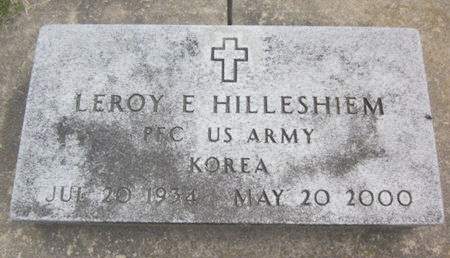 LEROY E HILLESHIEM
PFC US ARMY
KOREA
JUL 20 1934 MAY 20 2000